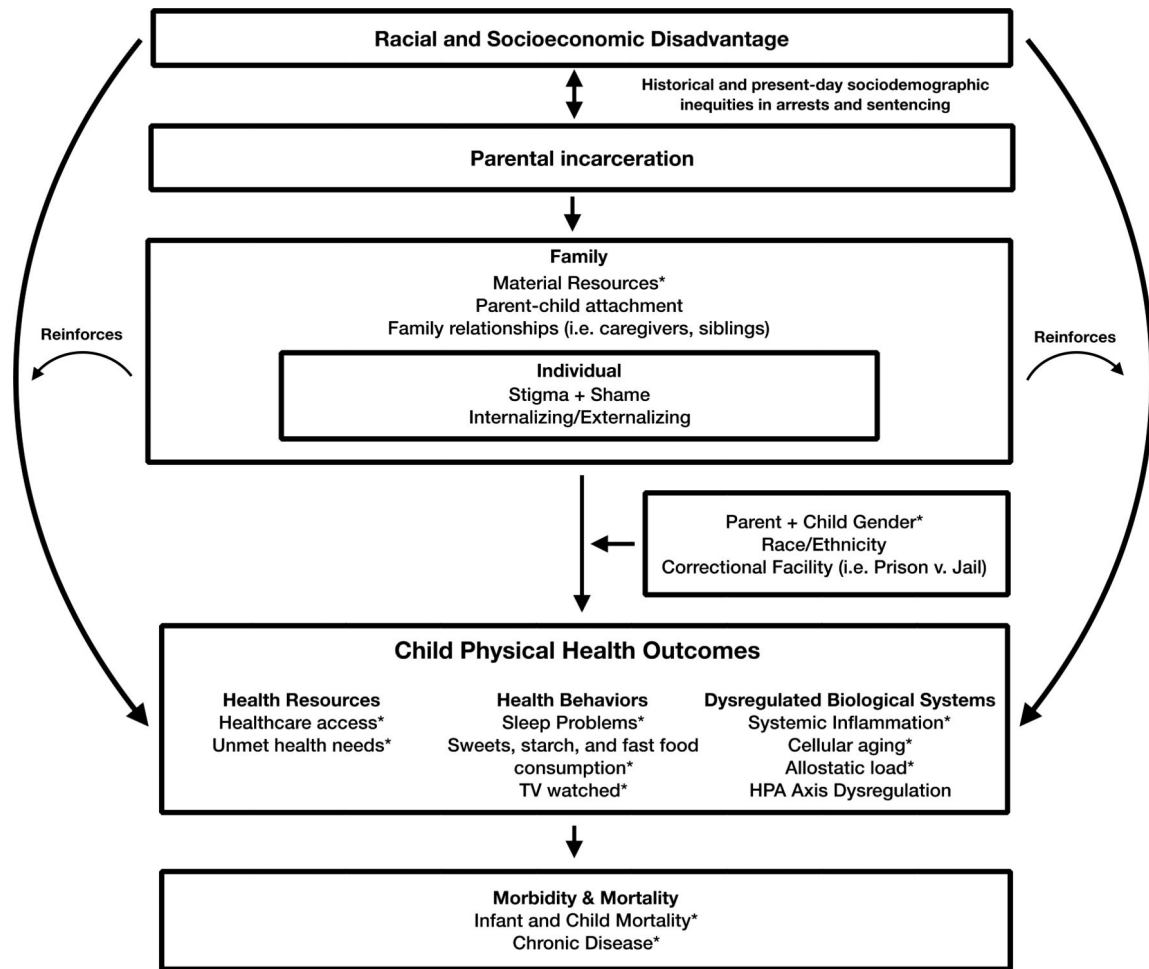 Racial and Socioeconomic Disadvantage
Historical and present-day sociodemographic
inequities in arrests and sentencing
Parental incarceration
Family
Material Resources*
Parent-child attachment
Family relationships (i.e. caregivers, siblings)
Reinforces
Reinforces
Individual
Stigma + Shame
Internalizing/Externalizing
Parent + Child Gender*
Race/Ethnicity
Correctional Facility (i.e. Prison v. Jail)
Child Physical Health Outcomes
Health Resources
Healthcare access*
Unmet health needs*
Health Behaviors
Sleep Problems*
Sweets, starch, and fast food
consumption*
TV watched*
Dysregulated Biological Systems
Systemic Inflammation*
Cellular aging*
Allostatic load*
HPA Axis Dysregulation
Morbidity & Mortality
Infant and Child Mortality*
Chronic Disease*